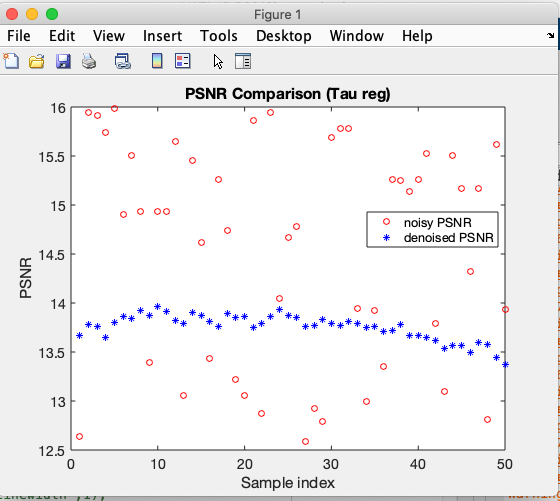 Figure 1
File Edit View Insert Tools Desktop Window Help
PSNR Comparison (Tau reg)
16
15.5
15
14.5
14
13.5
13
12.5
PSNR
noisy PSNR
denoised PSNR
0 10 20 30 40 50
Sample index